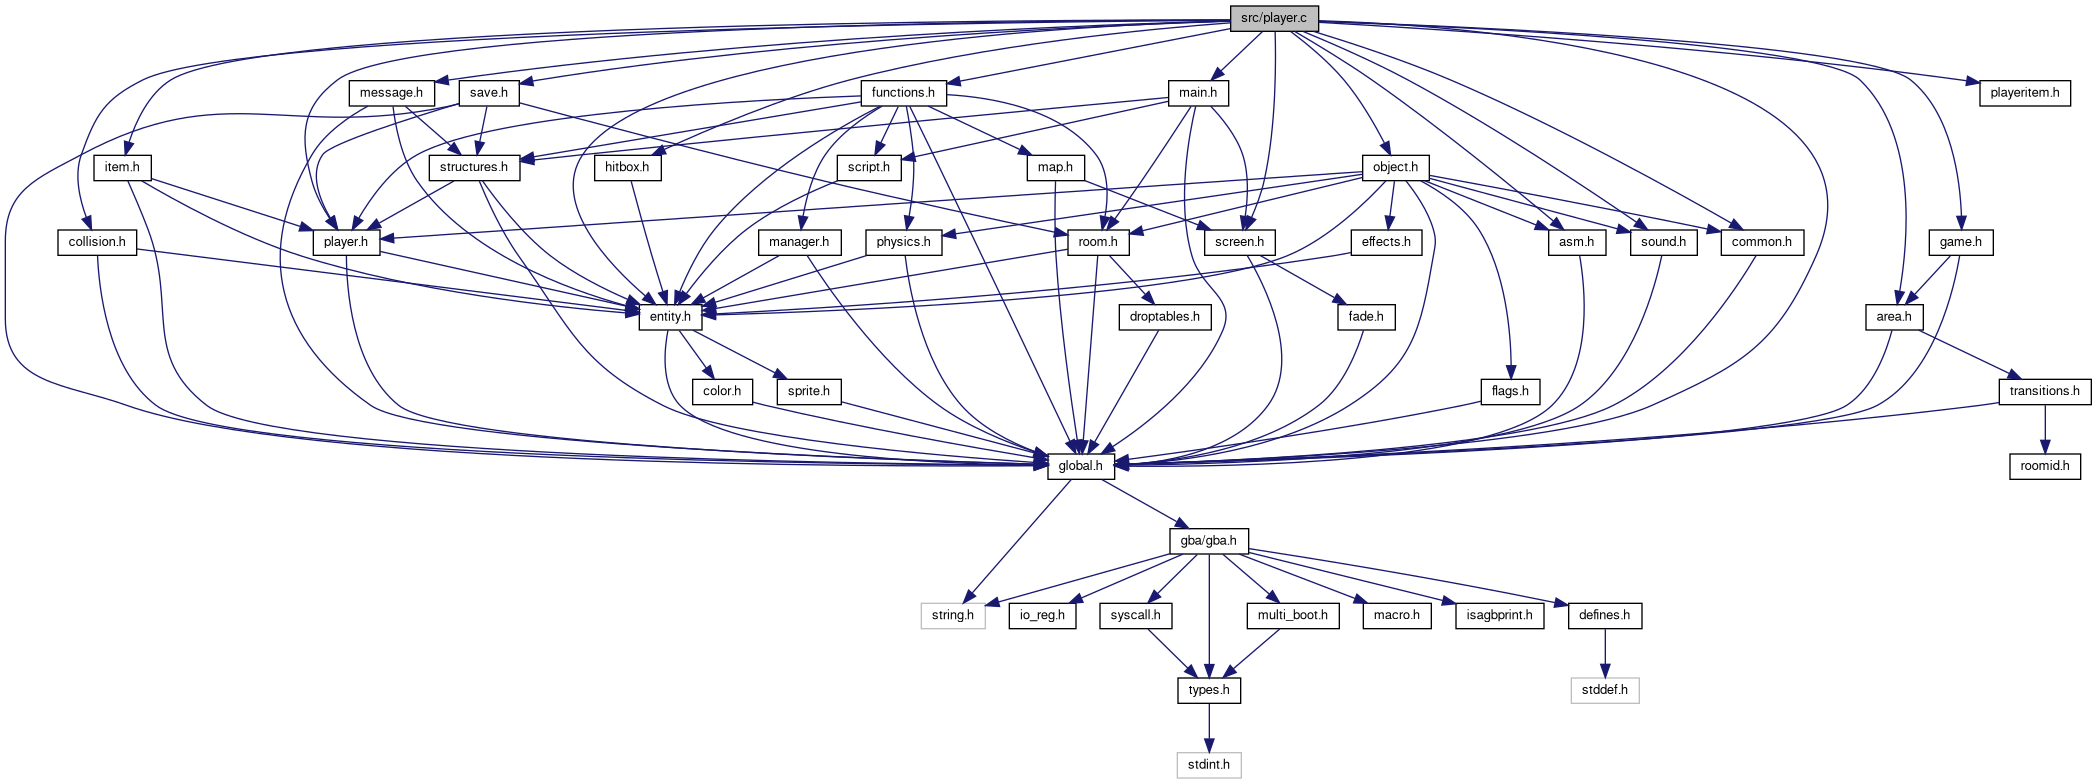 src/player.c
message.h
save.h
functions.h
main.h
playeritem.h
item.h
structures.h
hitbox.h
script.h
map.h
object.h
collision.h
player.h
manager.h
physics.h
room.h
screen.h
effects.h
asm.h
sound.h
common.h
game.h
entity.h
droptables.h
fade.h
area.h
color.h
sprite.h
flags.h
transitions.h
global.h
roomid.h
gba/gba.h
string.h
io_reg.h
syscall.h
multi_boot.h
macro.h
isagbprint.h
defines.h
types.h
stddef.h
stdint.h